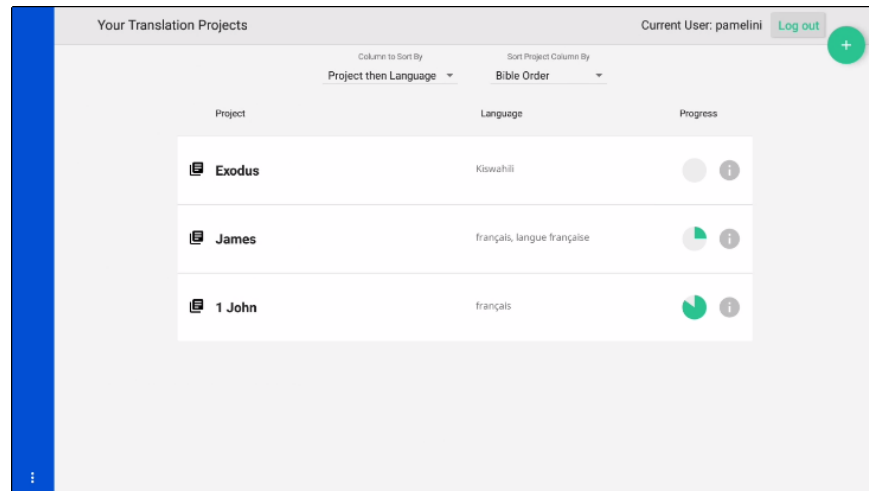 Your Translation Projects Current User: pamelini Log out
+
Column to Sort By Sort Project Column By
Project then Language Bible Order
Project Language Progress
Exodus Kiswahili
James français, langue française
1 John français